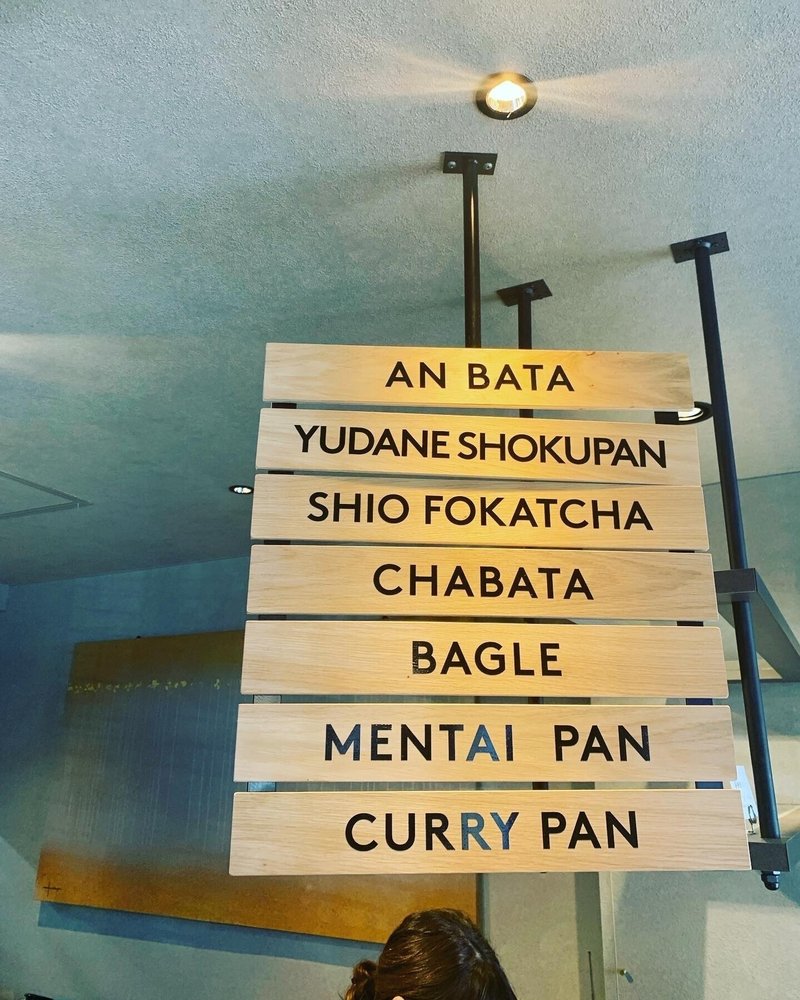 AN BATA
YUDANE SHOKUPAN
SHIO FOKATCHA
CHABATA
BAGLE
MENTAI PAN
CURRY PAN